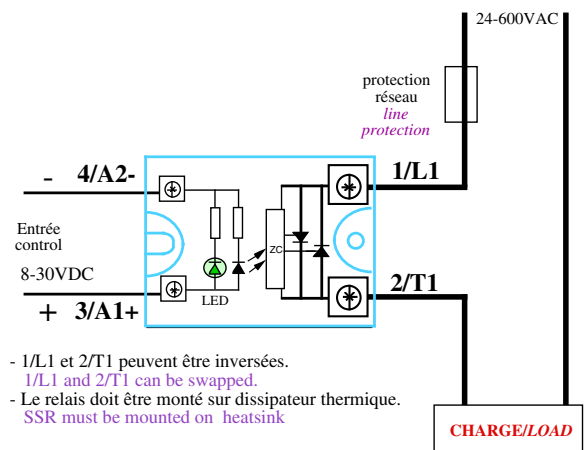 24-600VAC
protection
réseau
line
protection
- 4/A2-
1/L1
Entrée
control
ZC
8-30VDC
LED
2/T1
+ 3/A1+
- 1/L1 et 2/T1 peuvent être inversées.
1/L1 and 2/T1 can be swapped.
- Le relais doit être monté sur dissipateur thermique.
SSR must be mounted on heatsink
CHARGE/LOAD